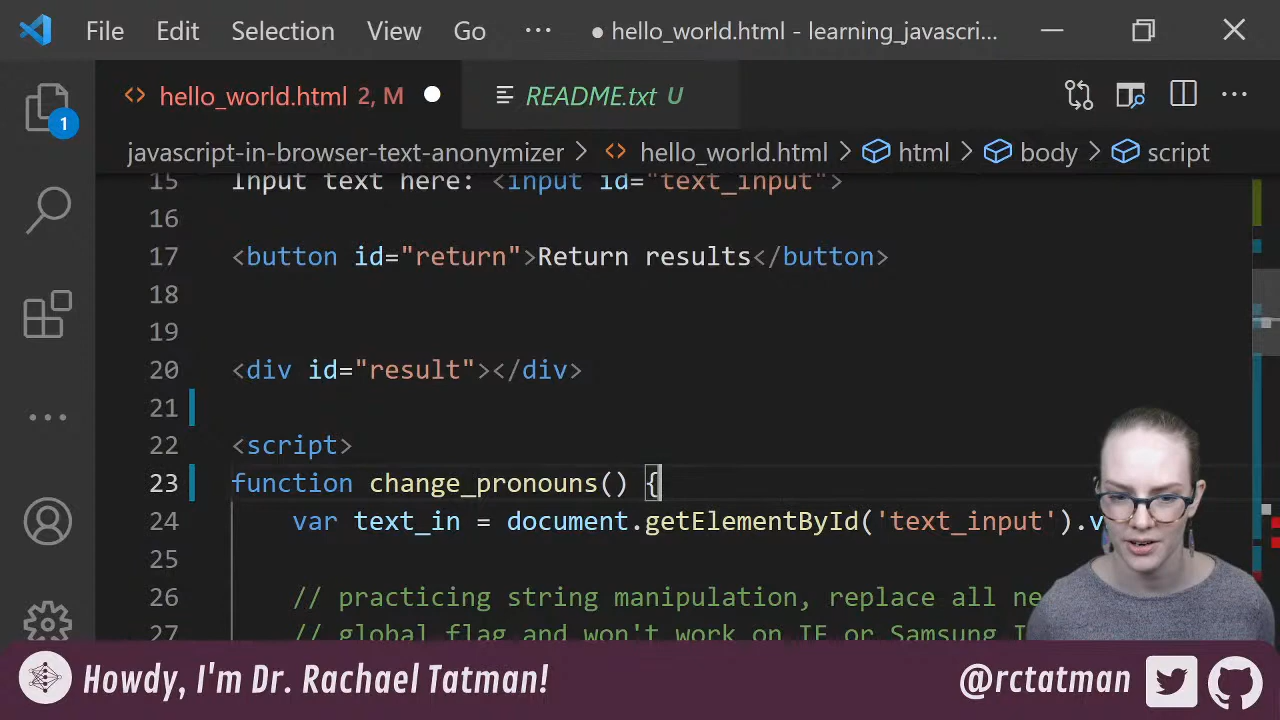 File Edit Selection View Go ··· ● hello_world.html - learning_javascri...
hello_world.html 2, M README.txt U
1
javascript-in-browser-text-anonymizer > hello_world.html > html > body > script
15 Input text here: <input id="text_input">
16
17 <button id="return">Return results</button>
18
19
20 <div id="result"></div>
21
22 <script>
23 function change_pronouns() {
24 var text_in = document.getElementById('text_input').v
25
26 // practicing string manipulation, replace all ne
27 // global flag and won't work on IE or Samsung
Howdy, I'm Dr. Rachael Tatman! @rctatman